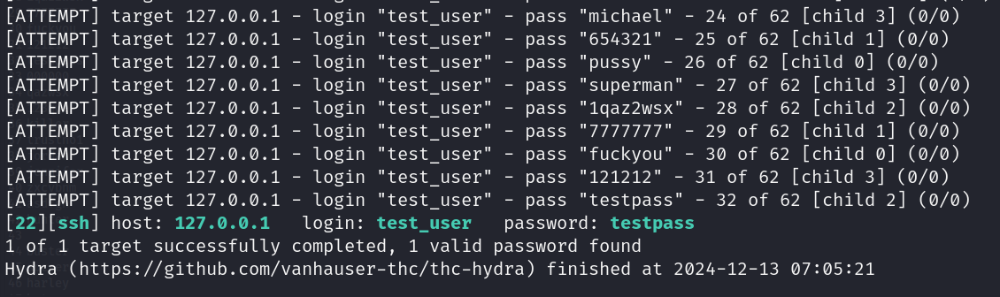 [ATTEMPT] target 127.0.0.1 - login "test_user" - pass "michael" - 24 of 62 [child 3] (0/0)
[ATTEMPT] target 127.0.0.1 - login "test_user" - pass "654321" - 25 of 62 [child 1] (0/0)
[ATTEMPT] target 127.0.0.1 - login "test_user" - pass "pussy" - 26 of 62 [child 0] (0/0)
[ATTEMPT] target 127.0.0.1 - login "test_user" - pass "superman" - 27 of 62 [child 3] (0/0)
[ATTEMPT] target 127.0.0.1 - login "test_user" - pass "1qaz2wsx" - 28 of 62 [child 2] (0/0)
[ATTEMPT] target 127.0.0.1 - login "test_user" - pass "7777777" - 29 of 62 [child 1] (0/0)
[ATTEMPT] target 127.0.0.1 - login "test_user" - pass "fuckyou" - 30 of 62 [child 0] (0/0)
[ATTEMPT] target 127.0.0.1 - login "test_user" - pass "121212" - 31 of 62 [child 3] (0/0)
[ATTEMPT] target 127.0.0.1 - login "test_user" - pass "testpass" - 32 of 62 [child 2] (0/0)
[22][ssh] host: 127.0.0.1   login: test_user   password: testpass
1 of 1 target successfully completed, 1 valid password found
Hydra (https://github.com/vanhauser-thc/thc-hydra) finished at 2024-12-13 07:05:21